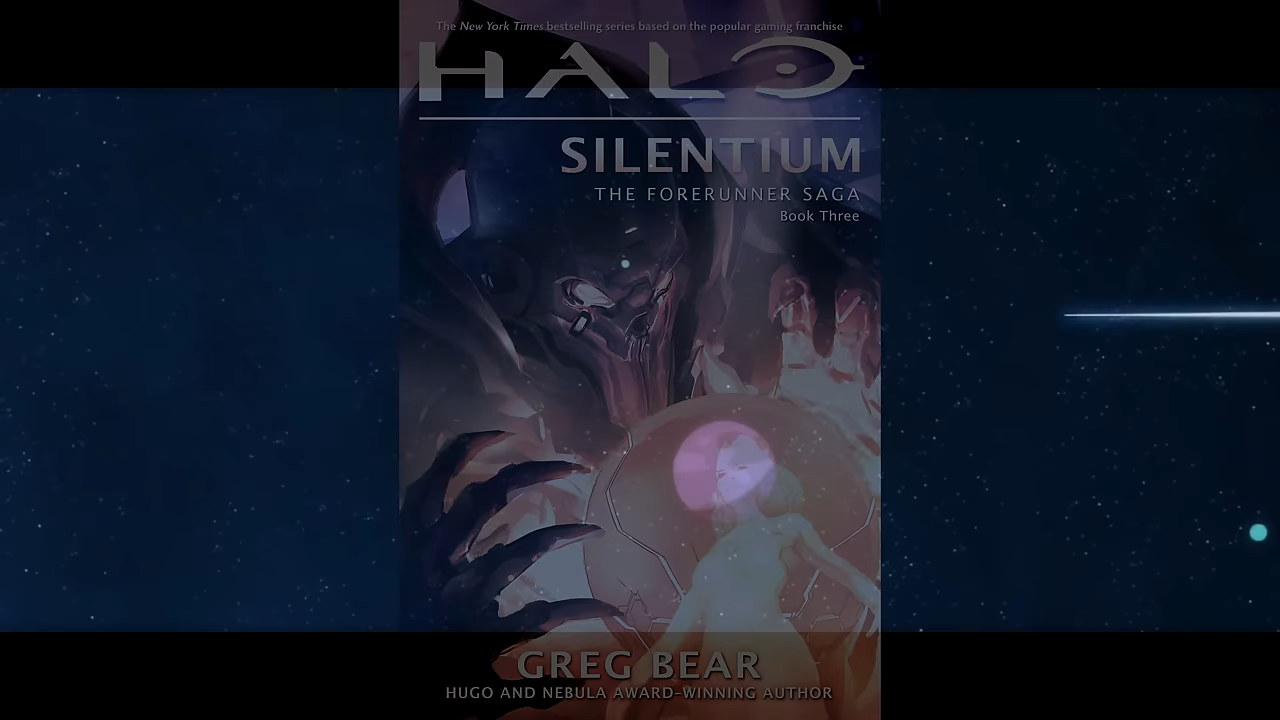 The New York Times bestselling series based on the popular gaming franchise
HALO
SILENTIUM
THE FORERUNNER SAGA
Book Three
GREG BEAR
HUGO AND NEBULA AWARD-WINNING AUTHOR